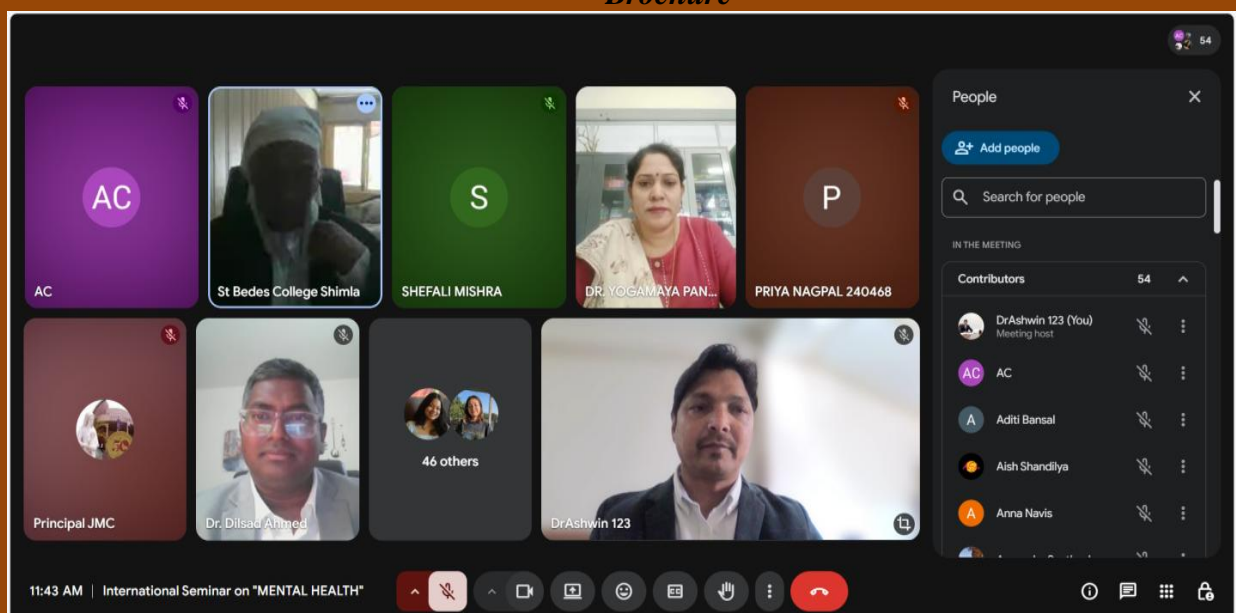 Brochure
54
AC
AC
St Bedes College Shimla
S
SHEFALI MISHRA
DR. YOGAMAYA PAN...
P
PRIYA NAGPAL 240468
Principal JMC
Dr. Dilsad Ahmed
46 others
DrAshwin 123
People
Add people
Search for people
IN THE MEETING
Contributors 54
DrAshwin 123 (You)
Meeting host
AC AC
A Aditi Bansal
Aish Shandilya
A Anna Navis
11:43 AM | International Seminar on "MENTAL HEALTH"